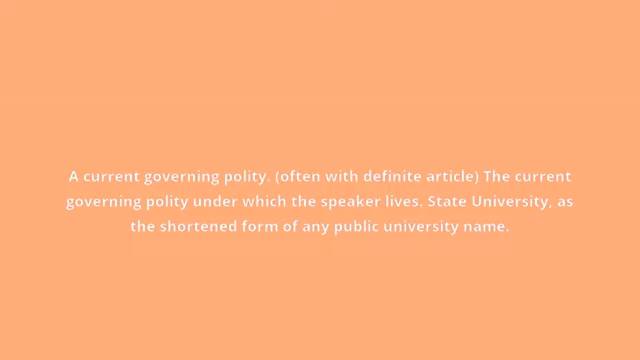 A current governing polity. (often with definite article) The current
governing polity under which the speaker lives. State University, as
the shortened form of any public university name.